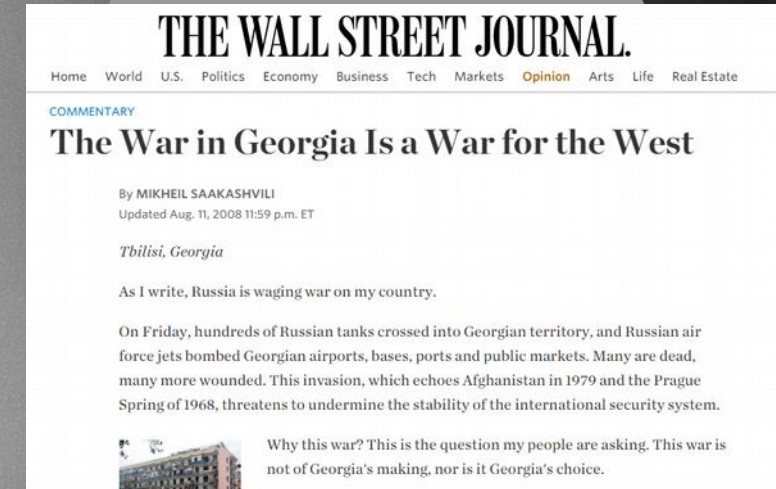 THE WALL STREET JOURNAL.
Home World U.S. Politics Economy Business Tech Markets Opinion Arts Life Real Estate
COMMENTARY
The War in Georgia Is a War for the West
By MIKHEIL SAAKASHVILI
Updated Aug. 11, 2008 11:59 p.m. ET
Tbilisi, Georgia
As I write, Russia is waging war on my country.
On Friday, hundreds of Russian tanks crossed into Georgian territory, and Russian air
force jets bombed Georgian airports, bases, ports and public markets. Many are dead,
many more wounded. This invasion, which echoes Afghanistan in 1979 and the Prague
Spring of 1968, threatens to undermine the stability of the international security system.
Why this war? This is the question my people are asking. This war is
not of Georgia's making, nor is it Georgia's choice.